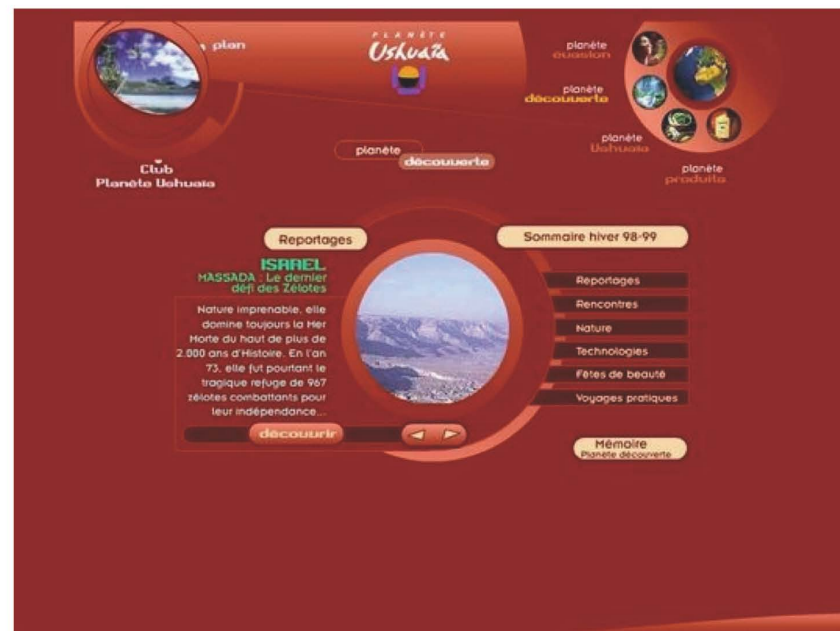 plan
PLANÈTE
Ushuaïa
planète
évasion
planète
découverte
planète
Ushuaïa
planète
produits
Club
Planète Ushuaïa
planète
découverte
Reportages
Sommaire hiver 98-99
ISRAEL
MASSADA : Le dernier
défi des Zélotes
Nature imprenable, elle
domine toujours la Mer
Morte du haut de plus de
2.000 ans d'Histoire. En l'an
73, elle fut pourtant le
tragique refuge de 967
zélotes combattants pour
leur indépendance...
découvrir
Reportages
Rencontres
Nature
Technologies
Fêtes de beauté
Voyages pratiques
Mémoire
Planète découverte